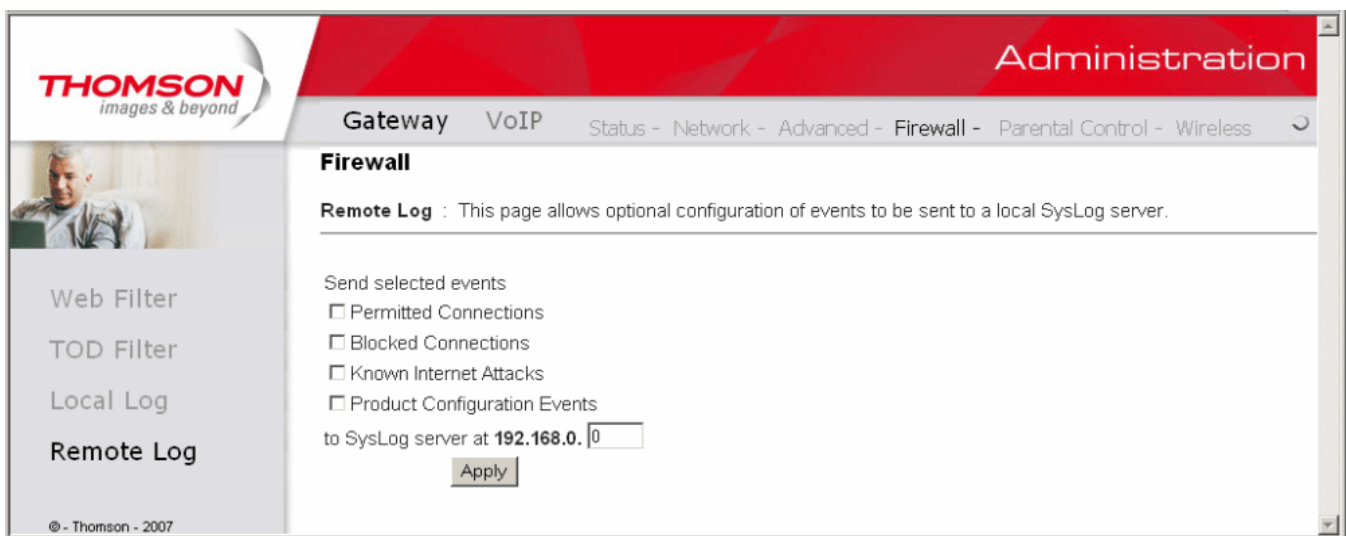 THOMSON
images & beyond
Administration
Gateway VoIP Status - Network - Advanced - Firewall - Parental Control - Wireless
Firewall
Remote Log : This page allows optional configuration of events to be sent to a local SysLog server.
Web Filter
TOD Filter
Local Log
Remote Log
© - Thomson - 2007
Send selected events
Permitted Connections
Blocked Connections
Known Internet Attacks
Product Configuration Events
to SysLog server at 192.168.0. 0
Apply